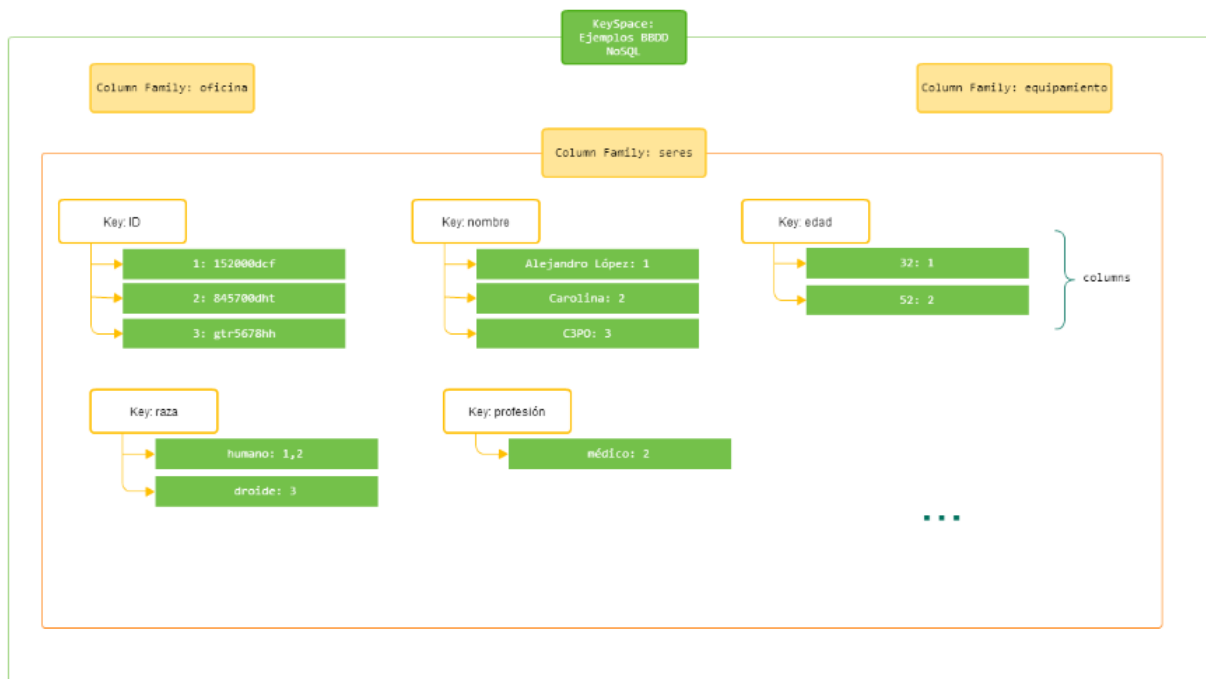 KeySpace:
Ejemplos BBDD
NoSQL
Column Family: oficina
Column Family: equipamiento
Column Family: seres
Key: ID
1: 152000dcf
2: 845700dht
3: gtr5678hh
Key: nombre
Alejandro López: 1
Carolina: 2
C3PO: 3
Key: edad
32: 1
52: 2
columns
Key: raza
humano: 1,2
droide: 3
Key: profesión
médico: 2
...